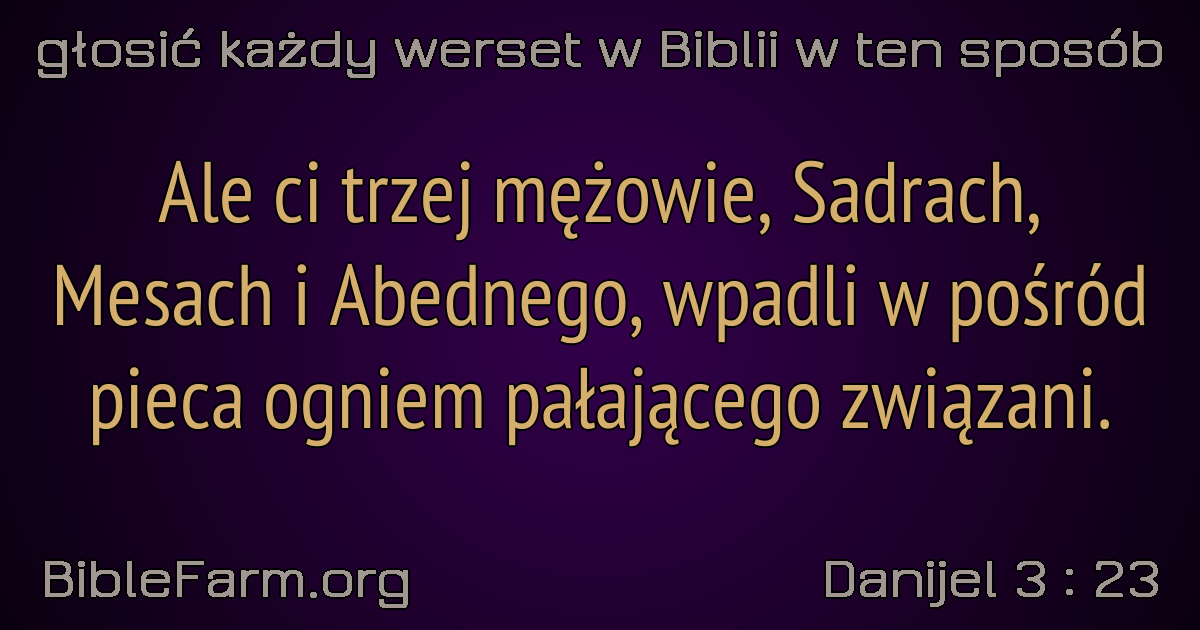 głosić każdy werset w Biblii w ten sposób
Ale ci trzej mężowie, Sadrach,
Mesach i Abednego, wpadli w pośród
pieca ogniem pałającego związani.
BibleFarm.org
Danijel 3 : 23